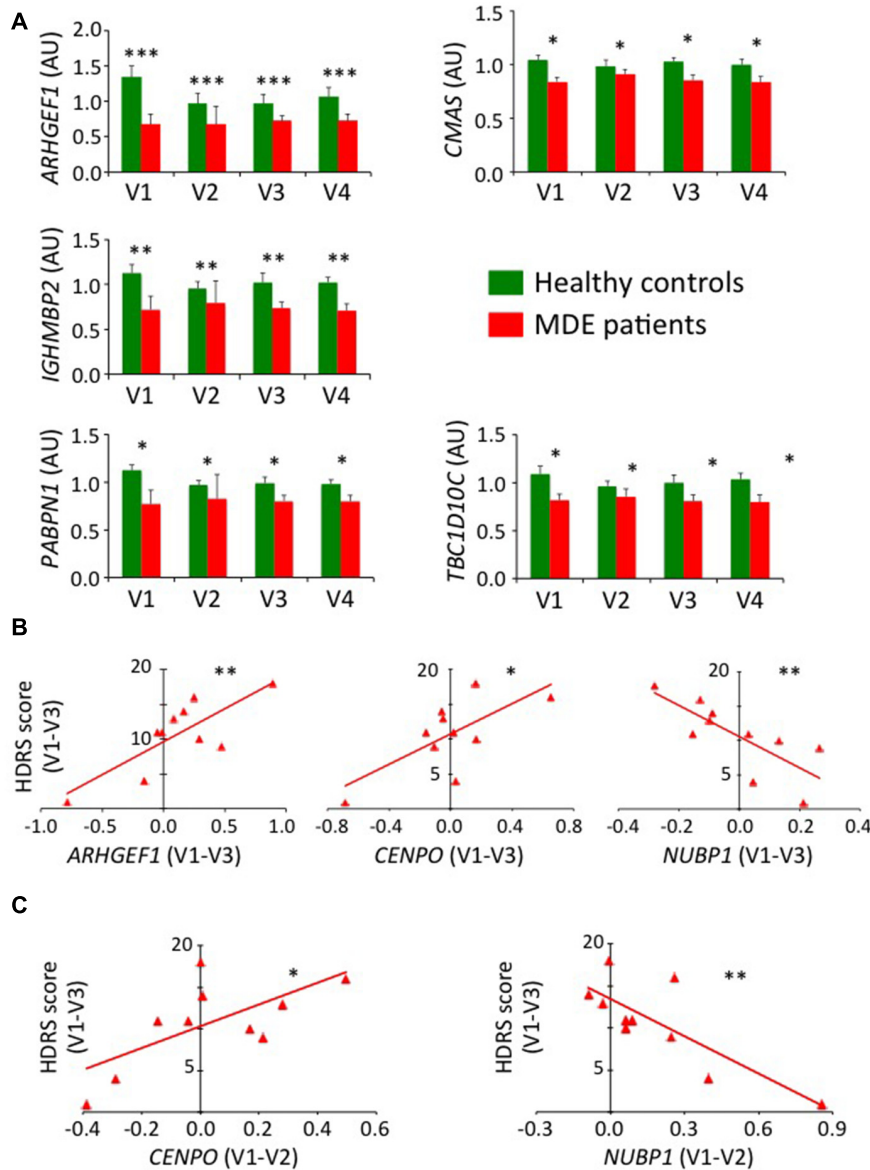 A
ARHGEF1 (AU)
2.0
1.5
1.0
0.5
0.0
***
***
***
***
V1 V2 V3 V4
CMAS (AU)
1.5
1.0
0.5
0.0
*
*
*
*
V1 V2 V3 V4
IGHMBP2 (AU)
1.5
1.0
0.5
0.0
**
**
**
**
V1 V2 V3 V4
Healthy controls
MDE patients
PABPN1 (AU)
1.5
1.0
0.5
0.0
*
*
*
*
V1 V2 V3 V4
TBC1D10C (AU)
1.5
1.0
0.5
0.0
*
*
*
*
V1 V2 V3 V4
B
HDRS score
(V1-V3)
20
10
**
-1.0 -0.5 0.0 0.5 1.0
ARHGEF1 (V1-V3)
20
5
*
-0.8 -0.4 0.0 0.4 0.8
CENPO (V1-V3)
20
5
**
-0.4 -0.2 0.0 0.2 0.4
NUBP1 (V1-V3)
C
HDRS score
(V1-V3)
20
5
*
-0.4 -0.2 0.0 0.2 0.4 0.6
CENPO (V1-V2)
HDRS score
(V1-V3)
20
5
**
-0.3 0.0 0.3 0.6 0.9
NUBP1 (V1-V2)